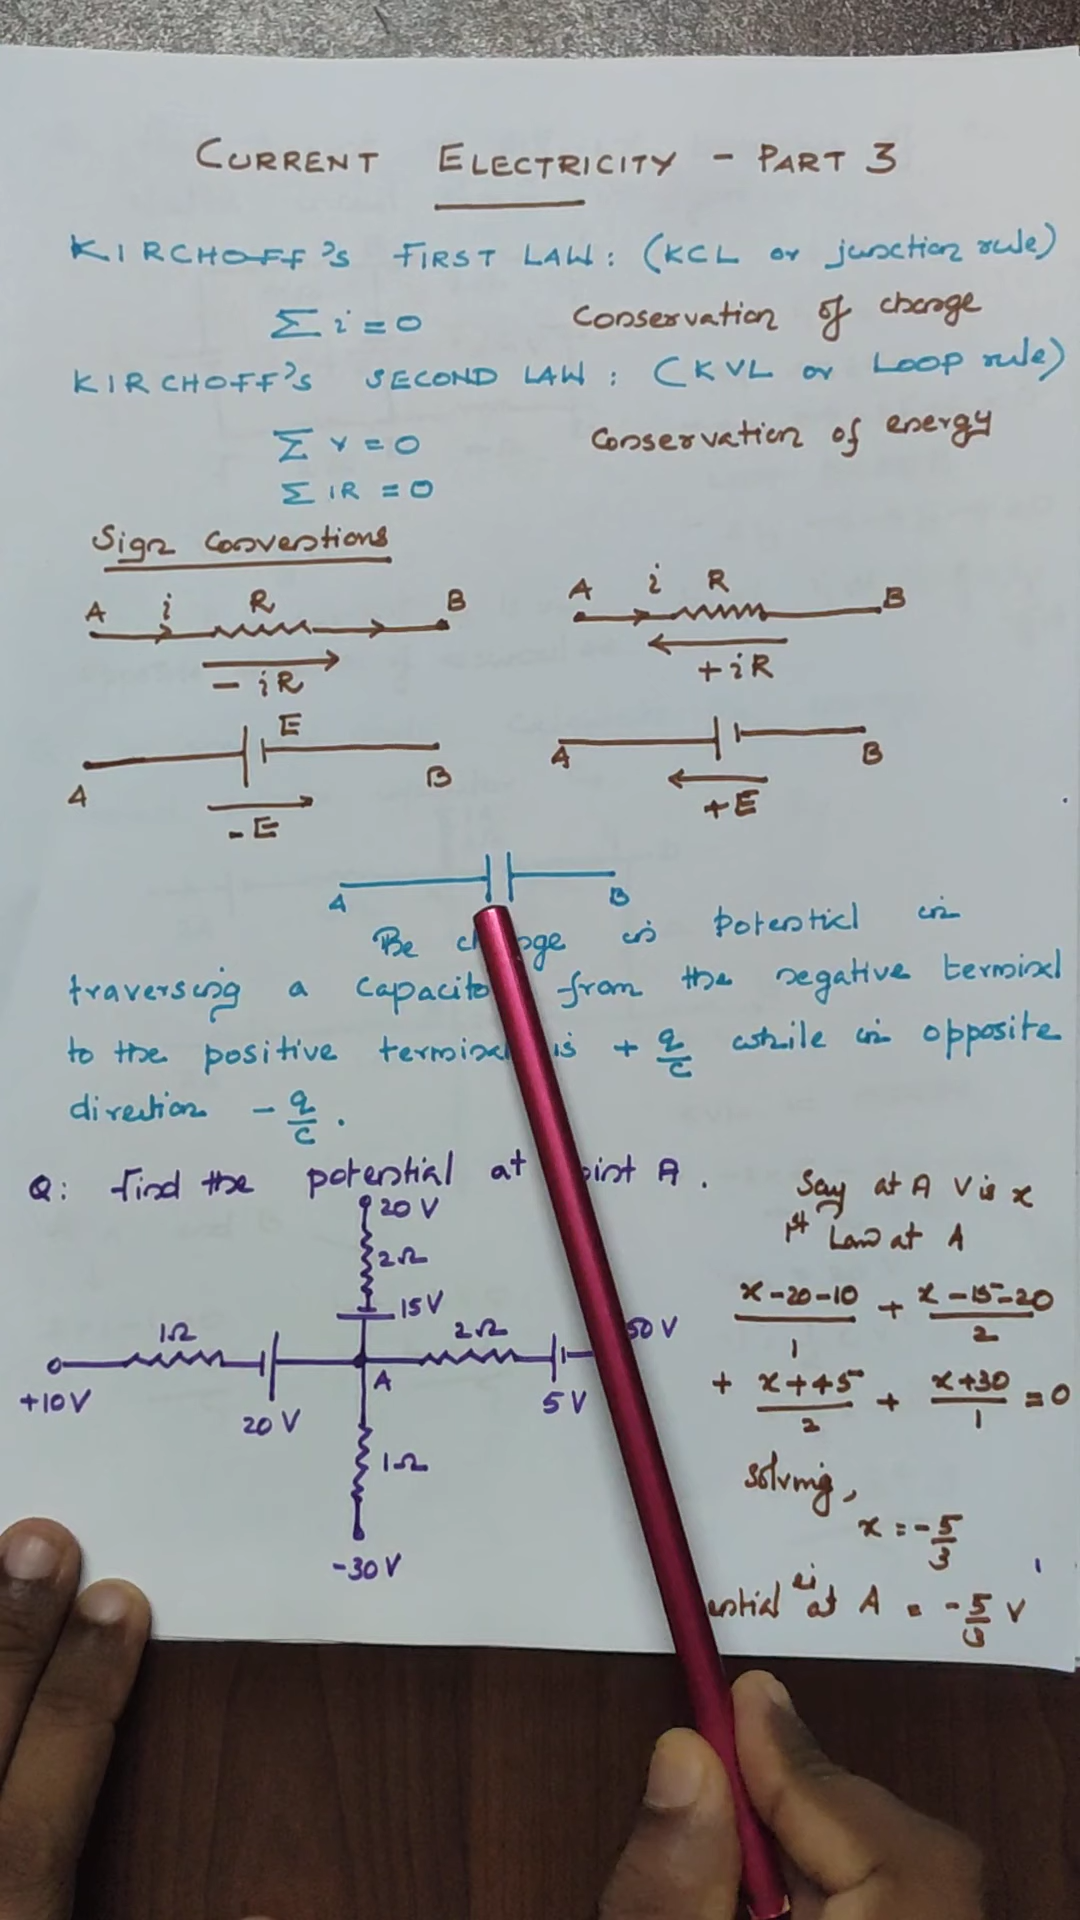 CURRENT ELECTRICITY - PART 3
KIRCHOFF'S FIRST LAW: (KCL or junction rule)
Σ i = 0 Conservation of charge
KIRCHOFF'S SECOND LAW: (KVL or LOOP rule)
Σ V = 0 Conservation of energy
Σ IR = 0
Sign Conventions
A i R B
- iR
A i R B
+ iR
A E B
- E
A B
+ E
A B
in potential in
traversing a from the negative terminal
to the positive is + q/c while in opposite
direction - q/c.
Q: find the potential at A.
20 V
2Ω
15 V
1Ω
2Ω
+10 V
20 V
A
5 V
1Ω
-30 V
Say at A V is x
1st Law at A
x-20-10/1 + x-15-20/2
+ x+45/2 + x+30/1 = 0
solving,
x = -5/3
at A = -5/3 V